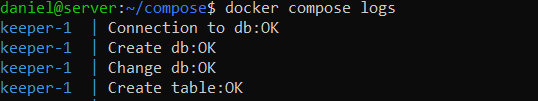 daniel@server:~/compose$ docker compose logs
keeper-1  | Connection to db:OK
keeper-1  | Create db:OK
keeper-1  | Change db:OK
keeper-1  | Create table:OK